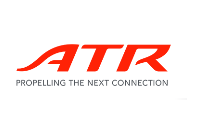 ATR
PROPELLING THE NEXT CONNECTION